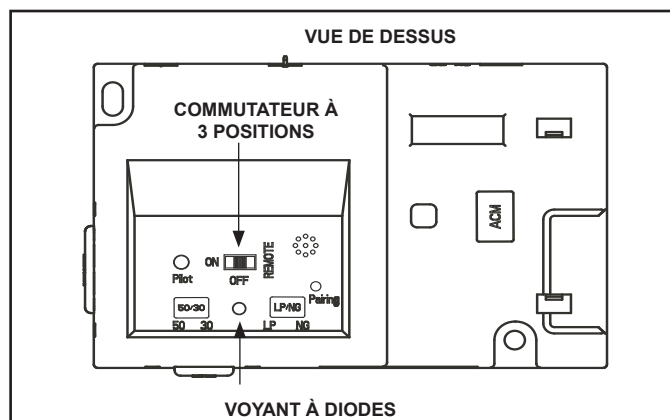 VUE DE DESSUS
COMMUTATEUR À
3 POSITIONS
ACM
ON
OFF
REMOTE
Pilot
Pairing
50/30
50 30
LP/NG
LP NG
VOYANT À DIODES